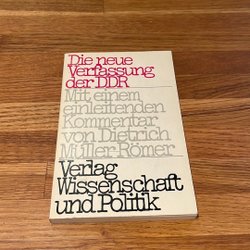 Die neue
Verfassung
der DDR
Mit einem
einleitenden
Kommentar
von Dietrich
Müller-Römer
Verlag
Wissenschaft
und Politik